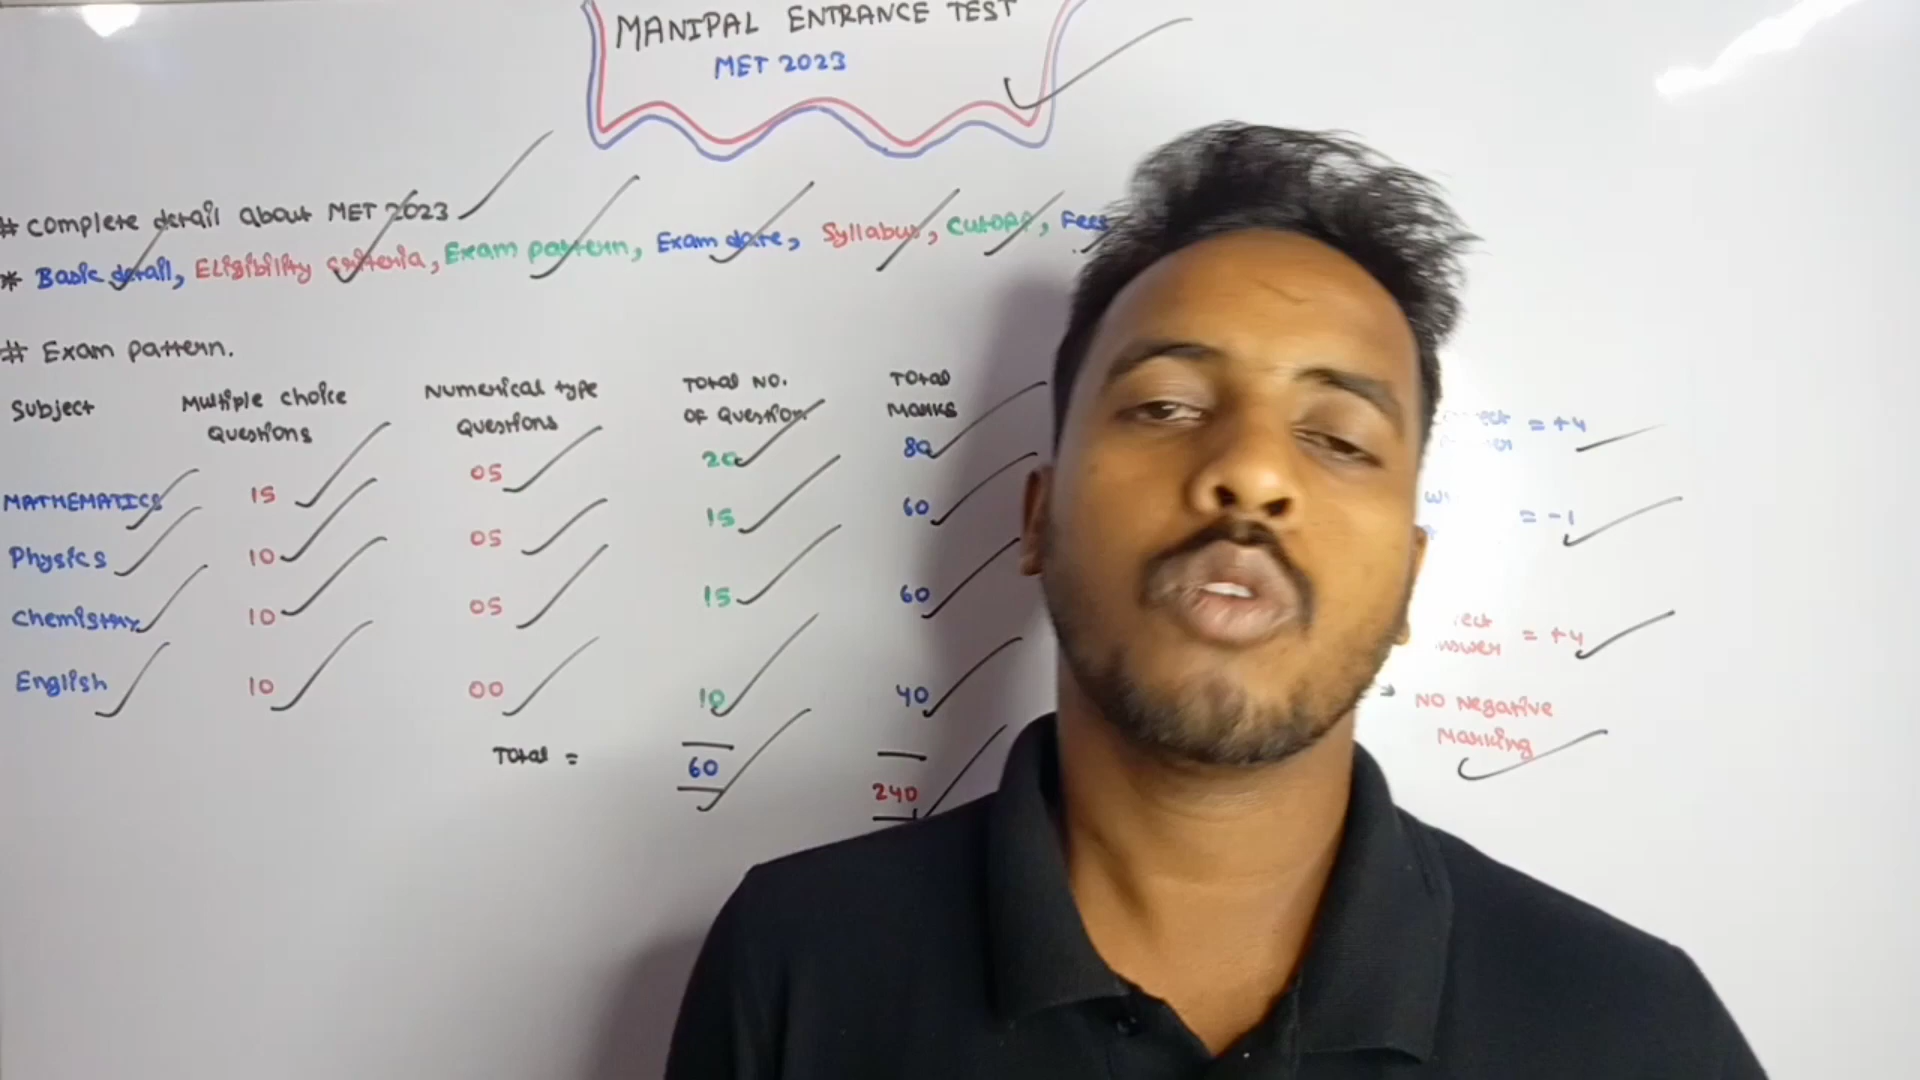 MANIPAL ENTRANCE TEST
MET 2023
# Complete detail about MET 2023
* Basic detail, Eligibility criteria, Exam pattern, Exam date, Syllabus, Cutoff, Fees
# Exam pattern.
Subject Multiple choice Questions Numerical type Questions Total No. of Question Total Marks
MATHEMATICS 15 05 20 80
Physics 10 05 15 60
Chemistry 10 05 15 60
English 10 00 10 40
Total = 60 240
= +4
= -1
= +4
No Negative
Marking